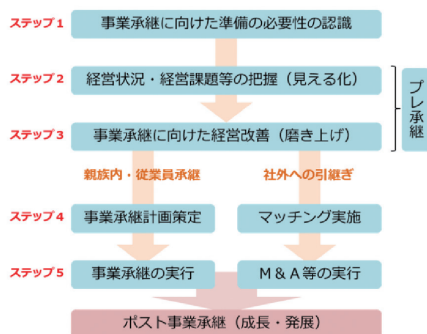 ステップ1
事業承継に向けた準備の必要性の認識
ステップ2
経営状況・経営課題等の把握（見える化）
プレ承継
ステップ3
事業承継に向けた経営改善（磨き上げ）
親族内・従業員承継
社外への引継ぎ
ステップ4
事業承継計画策定
マッチング実施
ステップ5
事業承継の実行
M＆A等の実行
ポスト事業承継（成長・発展）